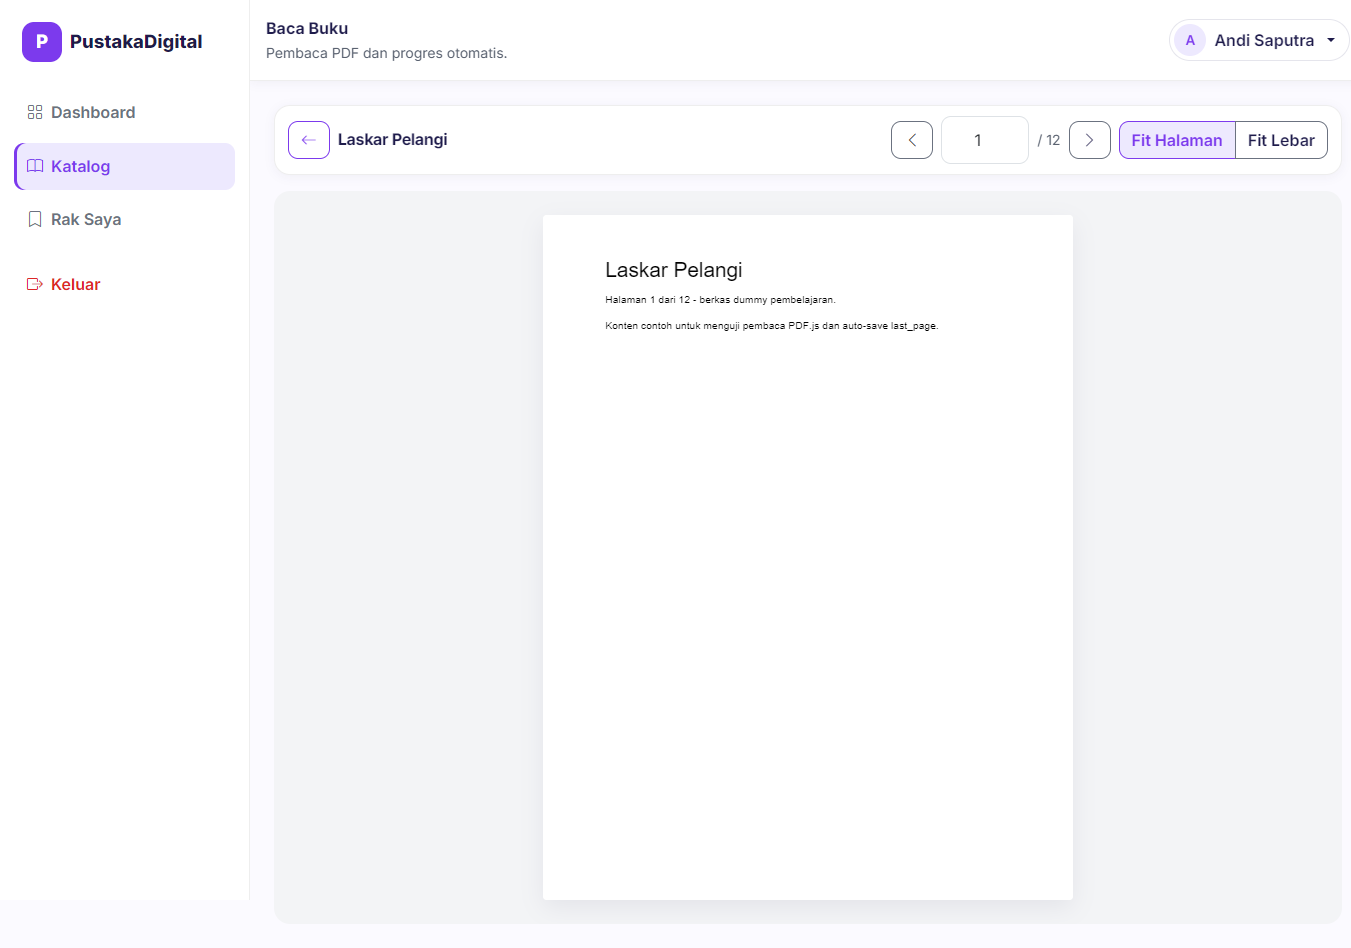 P PustakaDigital
Dashboard
Katalog
Rak Saya
Keluar
Baca Buku
Pembaca PDF dan progres otomatis.
A Andi Saputra
Laskar Pelangi
1 / 12
Fit Halaman Fit Lebar
Laskar Pelangi
Halaman 1 dari 12 - berkas dummy pembelajaran.
Konten contoh untuk menguji pembaca PDF.js dan auto-save last_page.